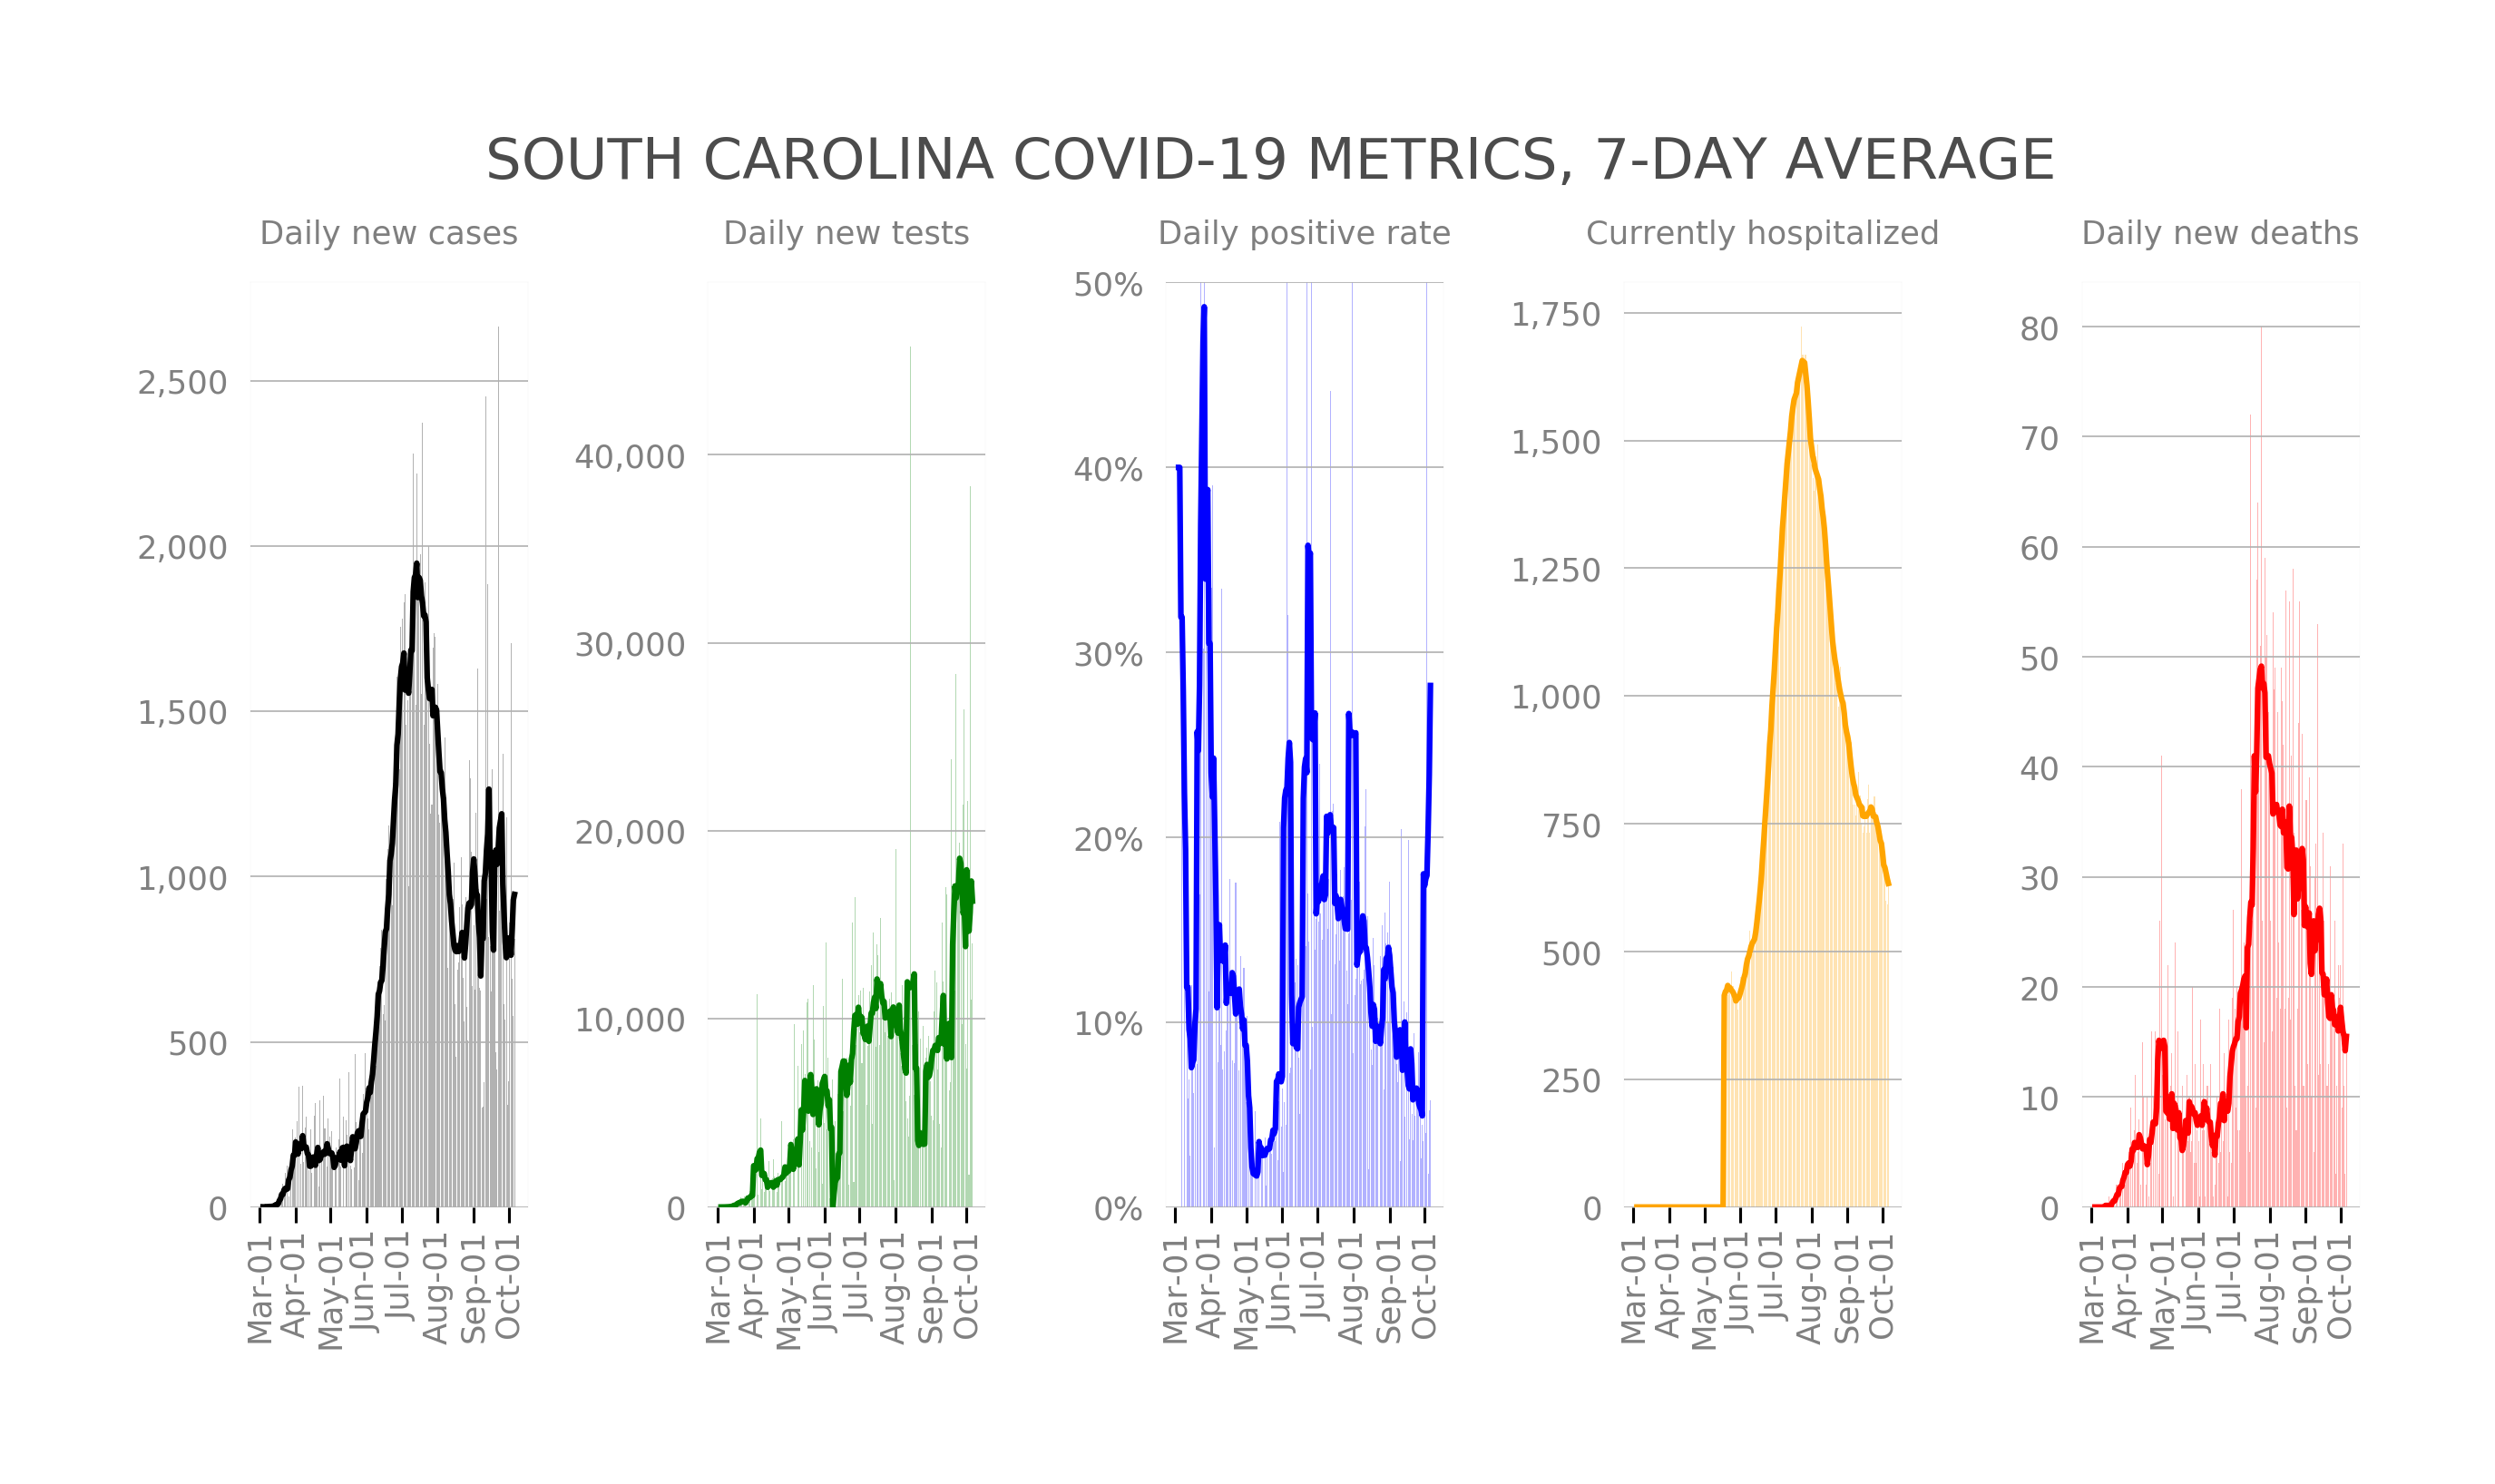 SOUTH CAROLINA COVID-19 METRICS, 7-DAY AVERAGE
Daily new cases
2,500
2,000
1,500
1,000
500
0
Mar-01
Apr-01
May-01
Jun-01
Jul-01
Aug-01
Sep-01
Oct-01
Daily new tests
40,000
30,000
20,000
10,000
0
Mar-01
Apr-01
May-01
Jun-01
Jul-01
Aug-01
Sep-01
Oct-01
Daily positive rate
50%
40%
30%
20%
10%
0%
Mar-01
Apr-01
May-01
Jun-01
Jul-01
Aug-01
Sep-01
Oct-01
Currently hospitalized
1,750
1,500
1,250
1,000
750
500
250
0
Mar-01
Apr-01
May-01
Jun-01
Jul-01
Aug-01
Sep-01
Oct-01
Daily new deaths
80
70
60
50
40
30
20
10
0
Mar-01
Apr-01
May-01
Jun-01
Jul-01
Aug-01
Sep-01
Oct-01